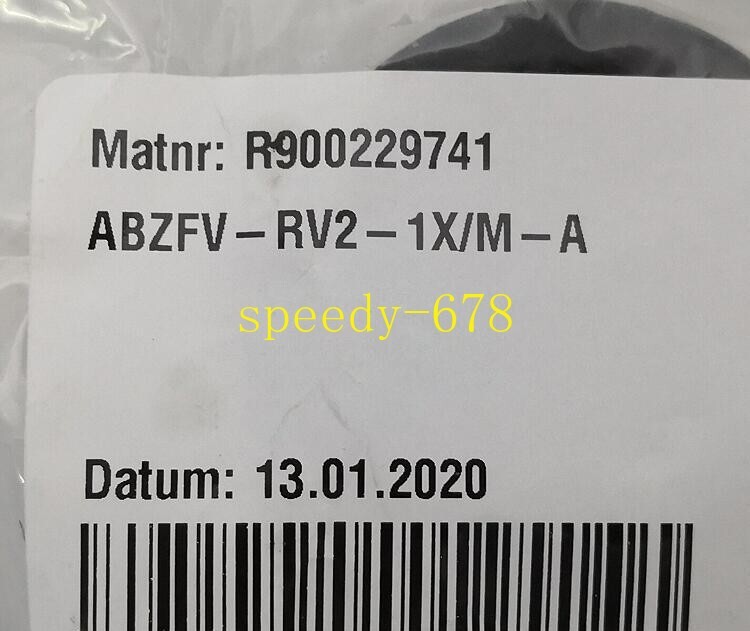 Matnr: R900229741
ABZFV-RV2-1X/M-A
speedy-678
Datum: 13.01.2020